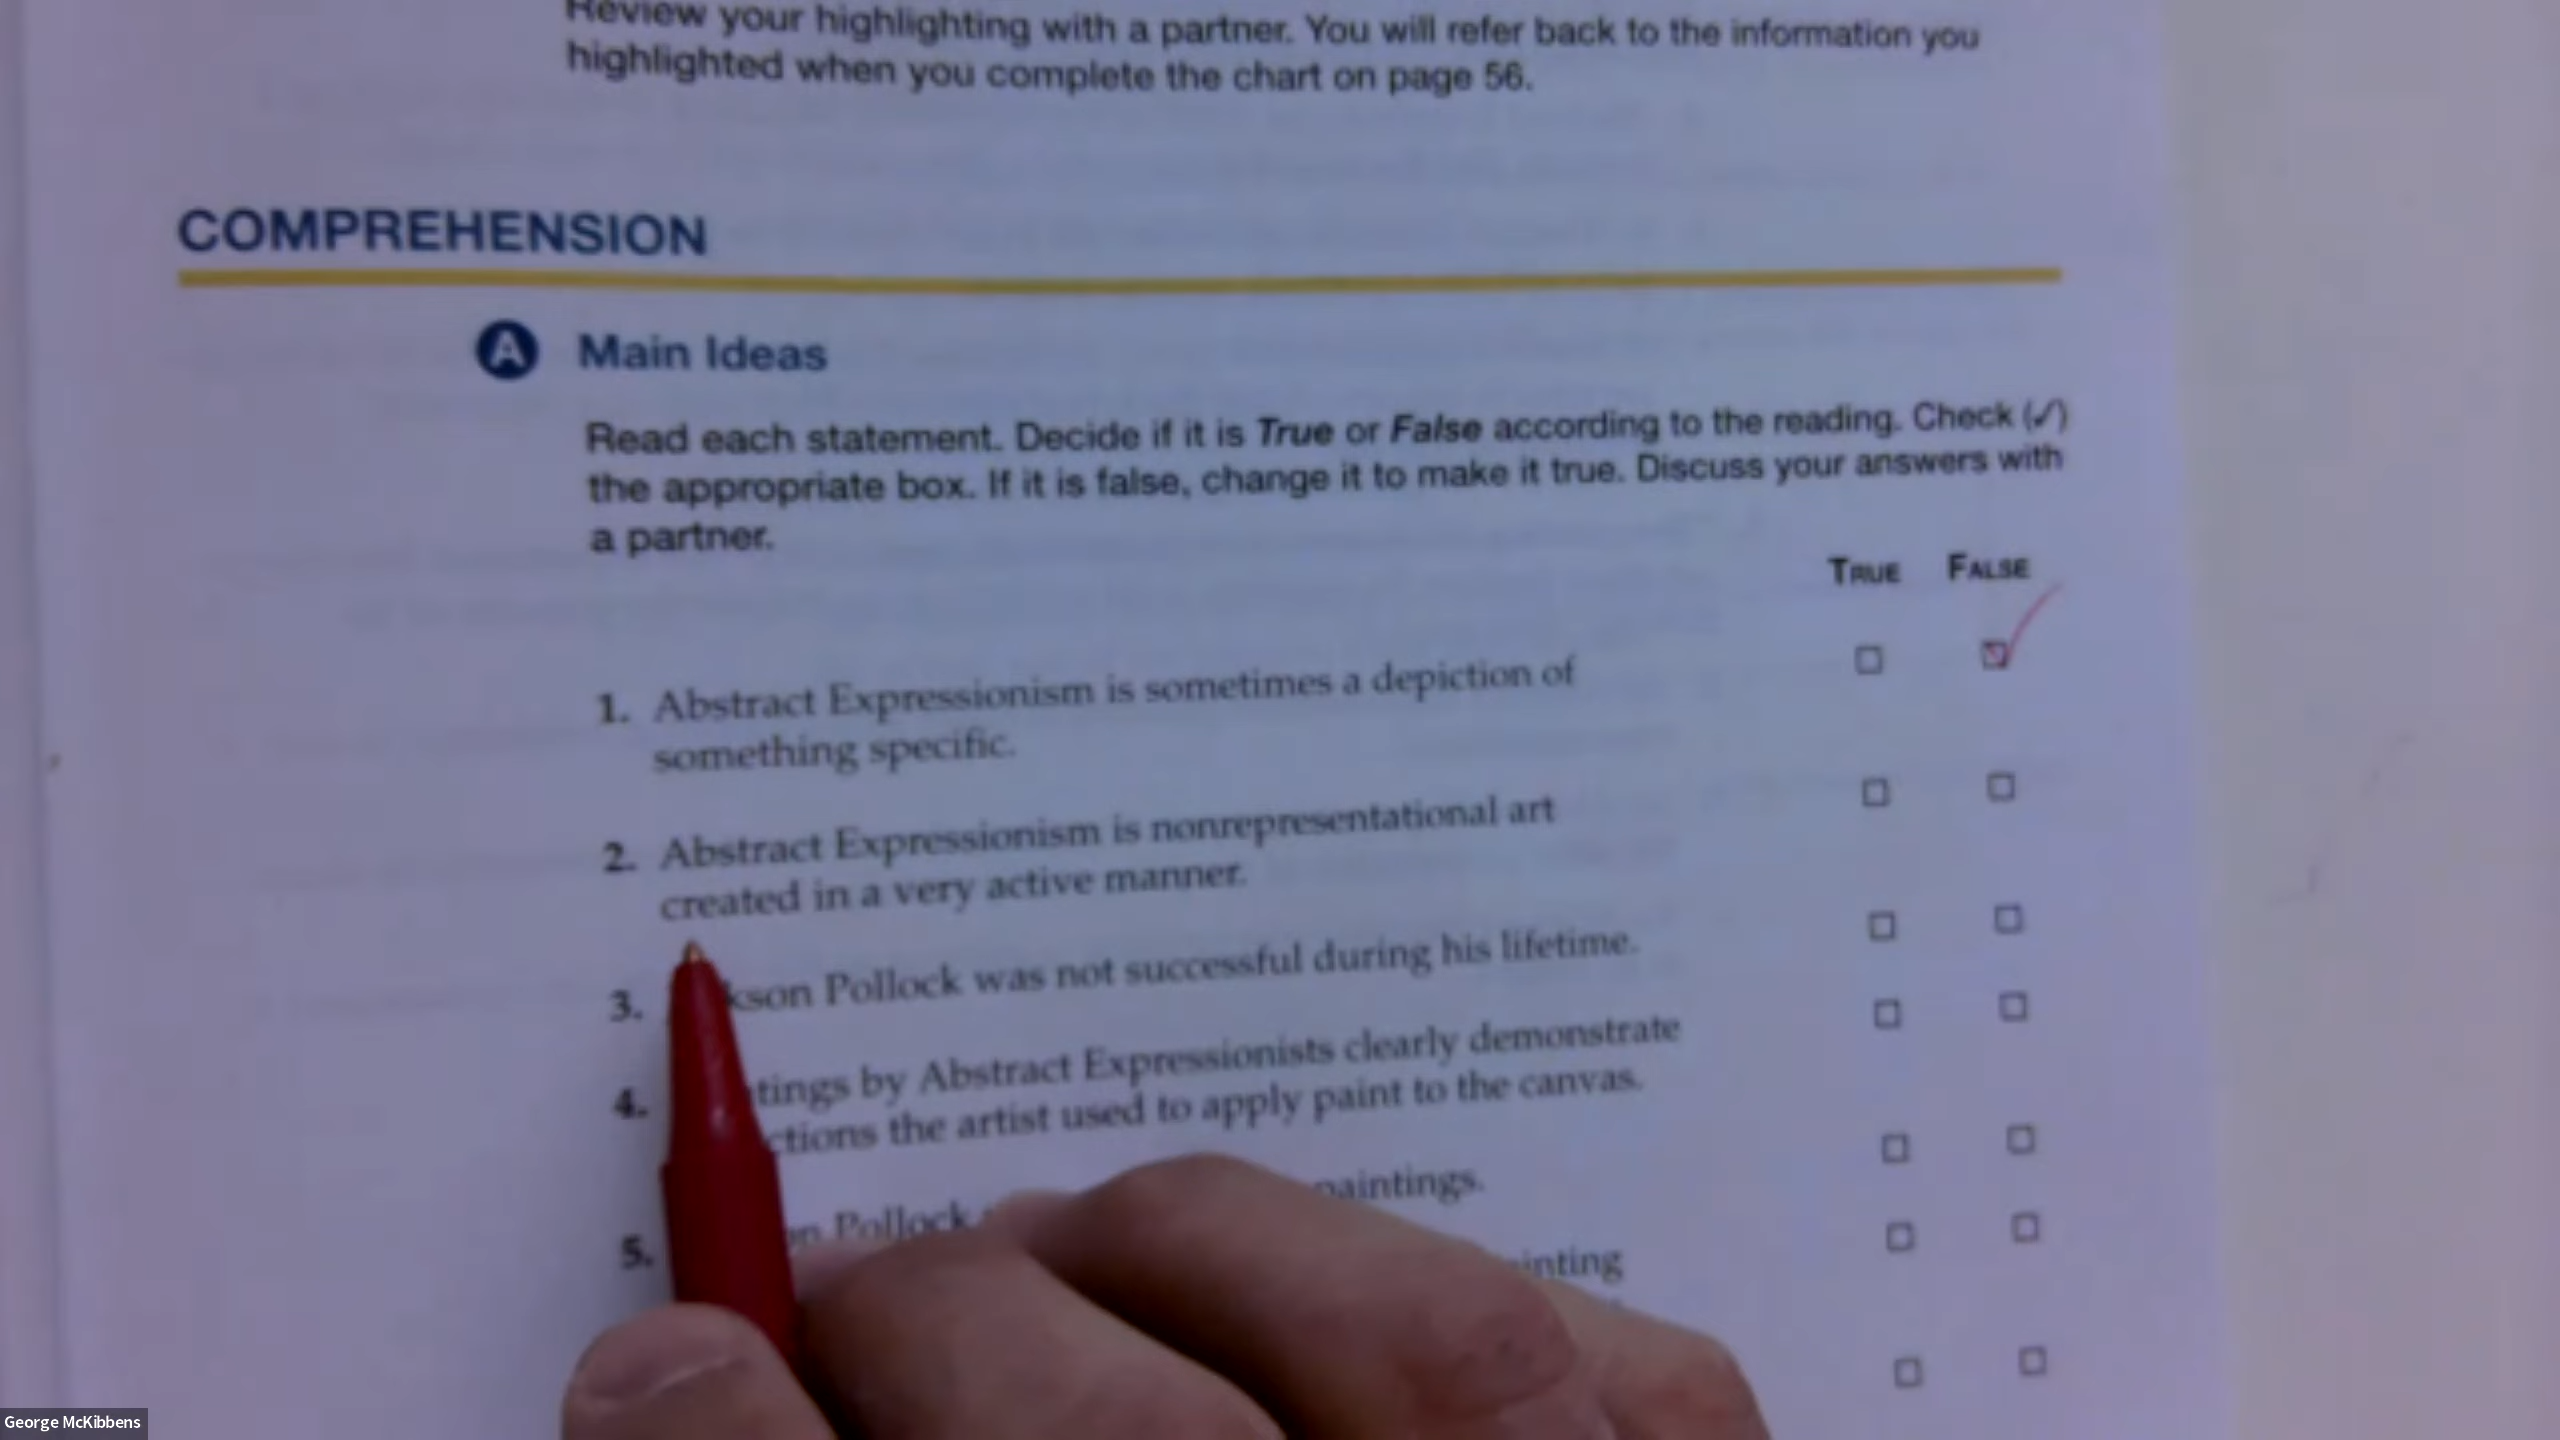 Review your highlighting with a partner. You will refer back to the information you
highlighted when you complete the chart on page 56.
COMPREHENSION
A Main Ideas
Read each statement. Decide if it is True or False according to the reading. Check (✓)
the appropriate box. If it is false, change it to make it true. Discuss your answers with
a partner.
TRUE FALSE
1. Abstract Expressionism is sometimes a depiction of
something specific.
2. Abstract Expressionism is nonrepresentational art
created in a very active manner.
3. kson Pollock was not successful during his lifetime.
4. tings by Abstract Expressionists clearly demonstrate
ctions the artist used to apply paint to the canvas.
5. on Pollock paintings.
inting
George McKibbens